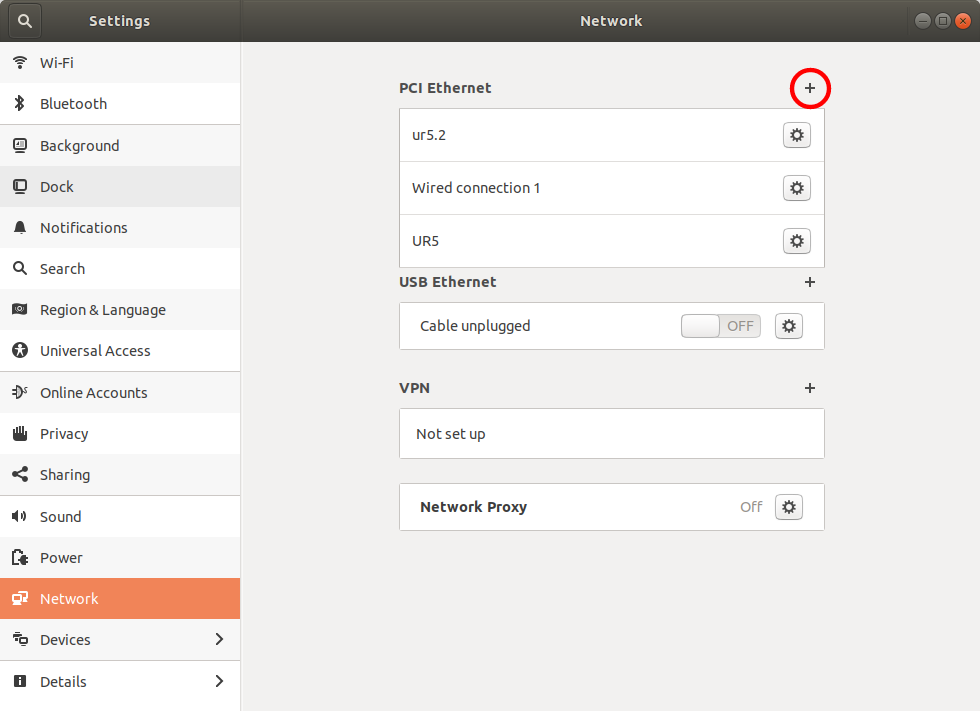 Settings
Network
Wi-Fi
Bluetooth
Background
Dock
Notifications
Search
Region & Language
Universal Access
Online Accounts
Privacy
Sharing
Sound
Power
Network
Devices
Details
PCI Ethernet
ur5.2
Wired connection 1
UR5
USB Ethernet
Cable unplugged OFF
VPN
Not set up
Network Proxy Off